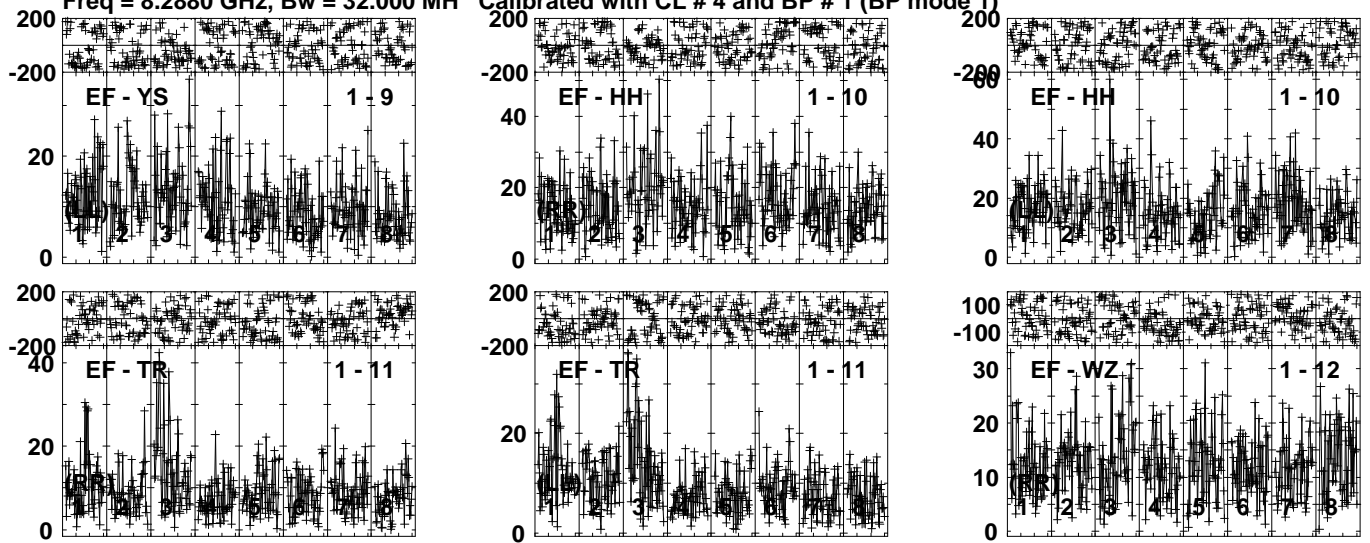 Freq = 8.2880 GHz, Bw = 32.000 MH Calibrated with CL # 4 and BP # 1 (BP mode 1)
200 200 200
-200 -200 -200
60
EF - YS 1 - 9 EF - HH 1 - 10 EF - HH 1 - 10
40 40
20 20 20
(LL) (RR) (LL)
1 2 3 4 5 6 7 8 1 2 3 4 5 6 7 8 1 2 3 4 5 6 7 8
0 0 0
200 200 100
-200 -200 -100
40 EF - TR 1 - 11 EF - TR 1 - 11 30 EF - WZ 1 - 12
20 20 20
10
(RR) (LL) (RR)
1 2 3 4 5 6 7 8 1 2 3 4 5 6 7 8 1 2 3 4 5 6 7 8
0 0 0